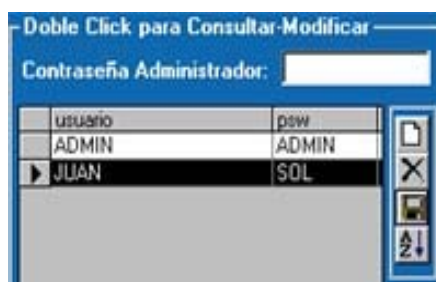 Doble Click para Consultar-Modificar
Contraseña Administrador:
usuario psw
ADMIN ADMIN
JUAN SOL
A
Z